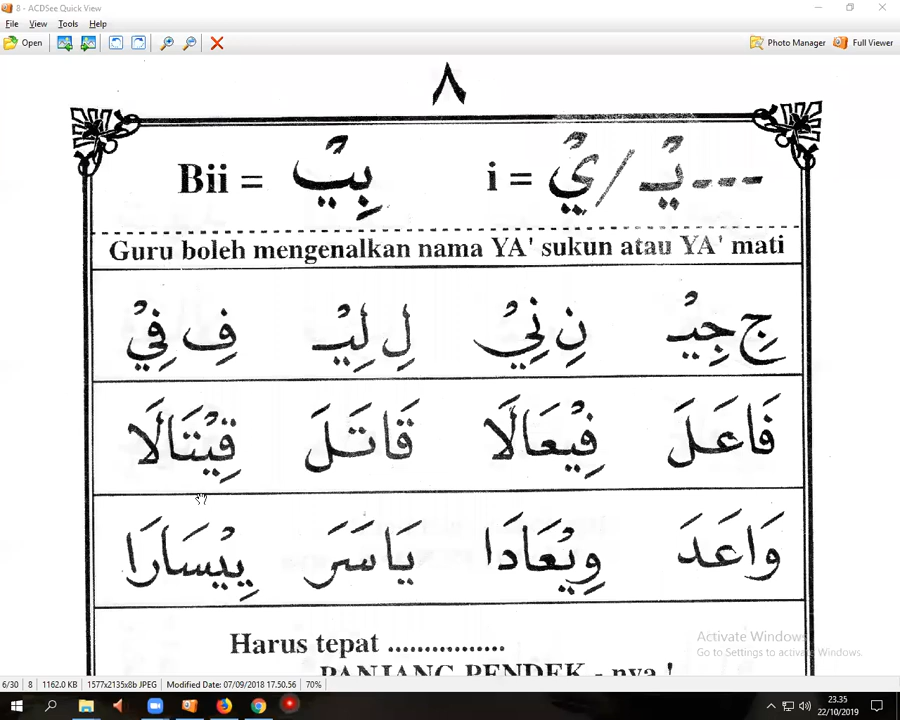 8 - ACDSee Quick View
File View Tools Help
Open Photo Manager Full Viewer
٨
Bii = بِيْ i = يْ / يْـ ---
Guru boleh mengenalkan nama YA' sukun atau YA' mati
جِ جِيْـ نِ نِيْ لِ لِيْـ فِ فِيْ
فَاعَلَ فِيْعَالًا قَاتَلَ قِيْتَالًا
وَاعَدَ وِيْعَادَا يَاسَرَ يِيْسَارَا
Harus tepat ................
PANJANG PENDEK - nya !
Activate Windows
Go to Settings to activate Windows.
6/30 8 1162.0 KB 1577x2135x8b JPEG Modified Date: 07/09/2018 17.50.56 70%
23.35
22/10/2019